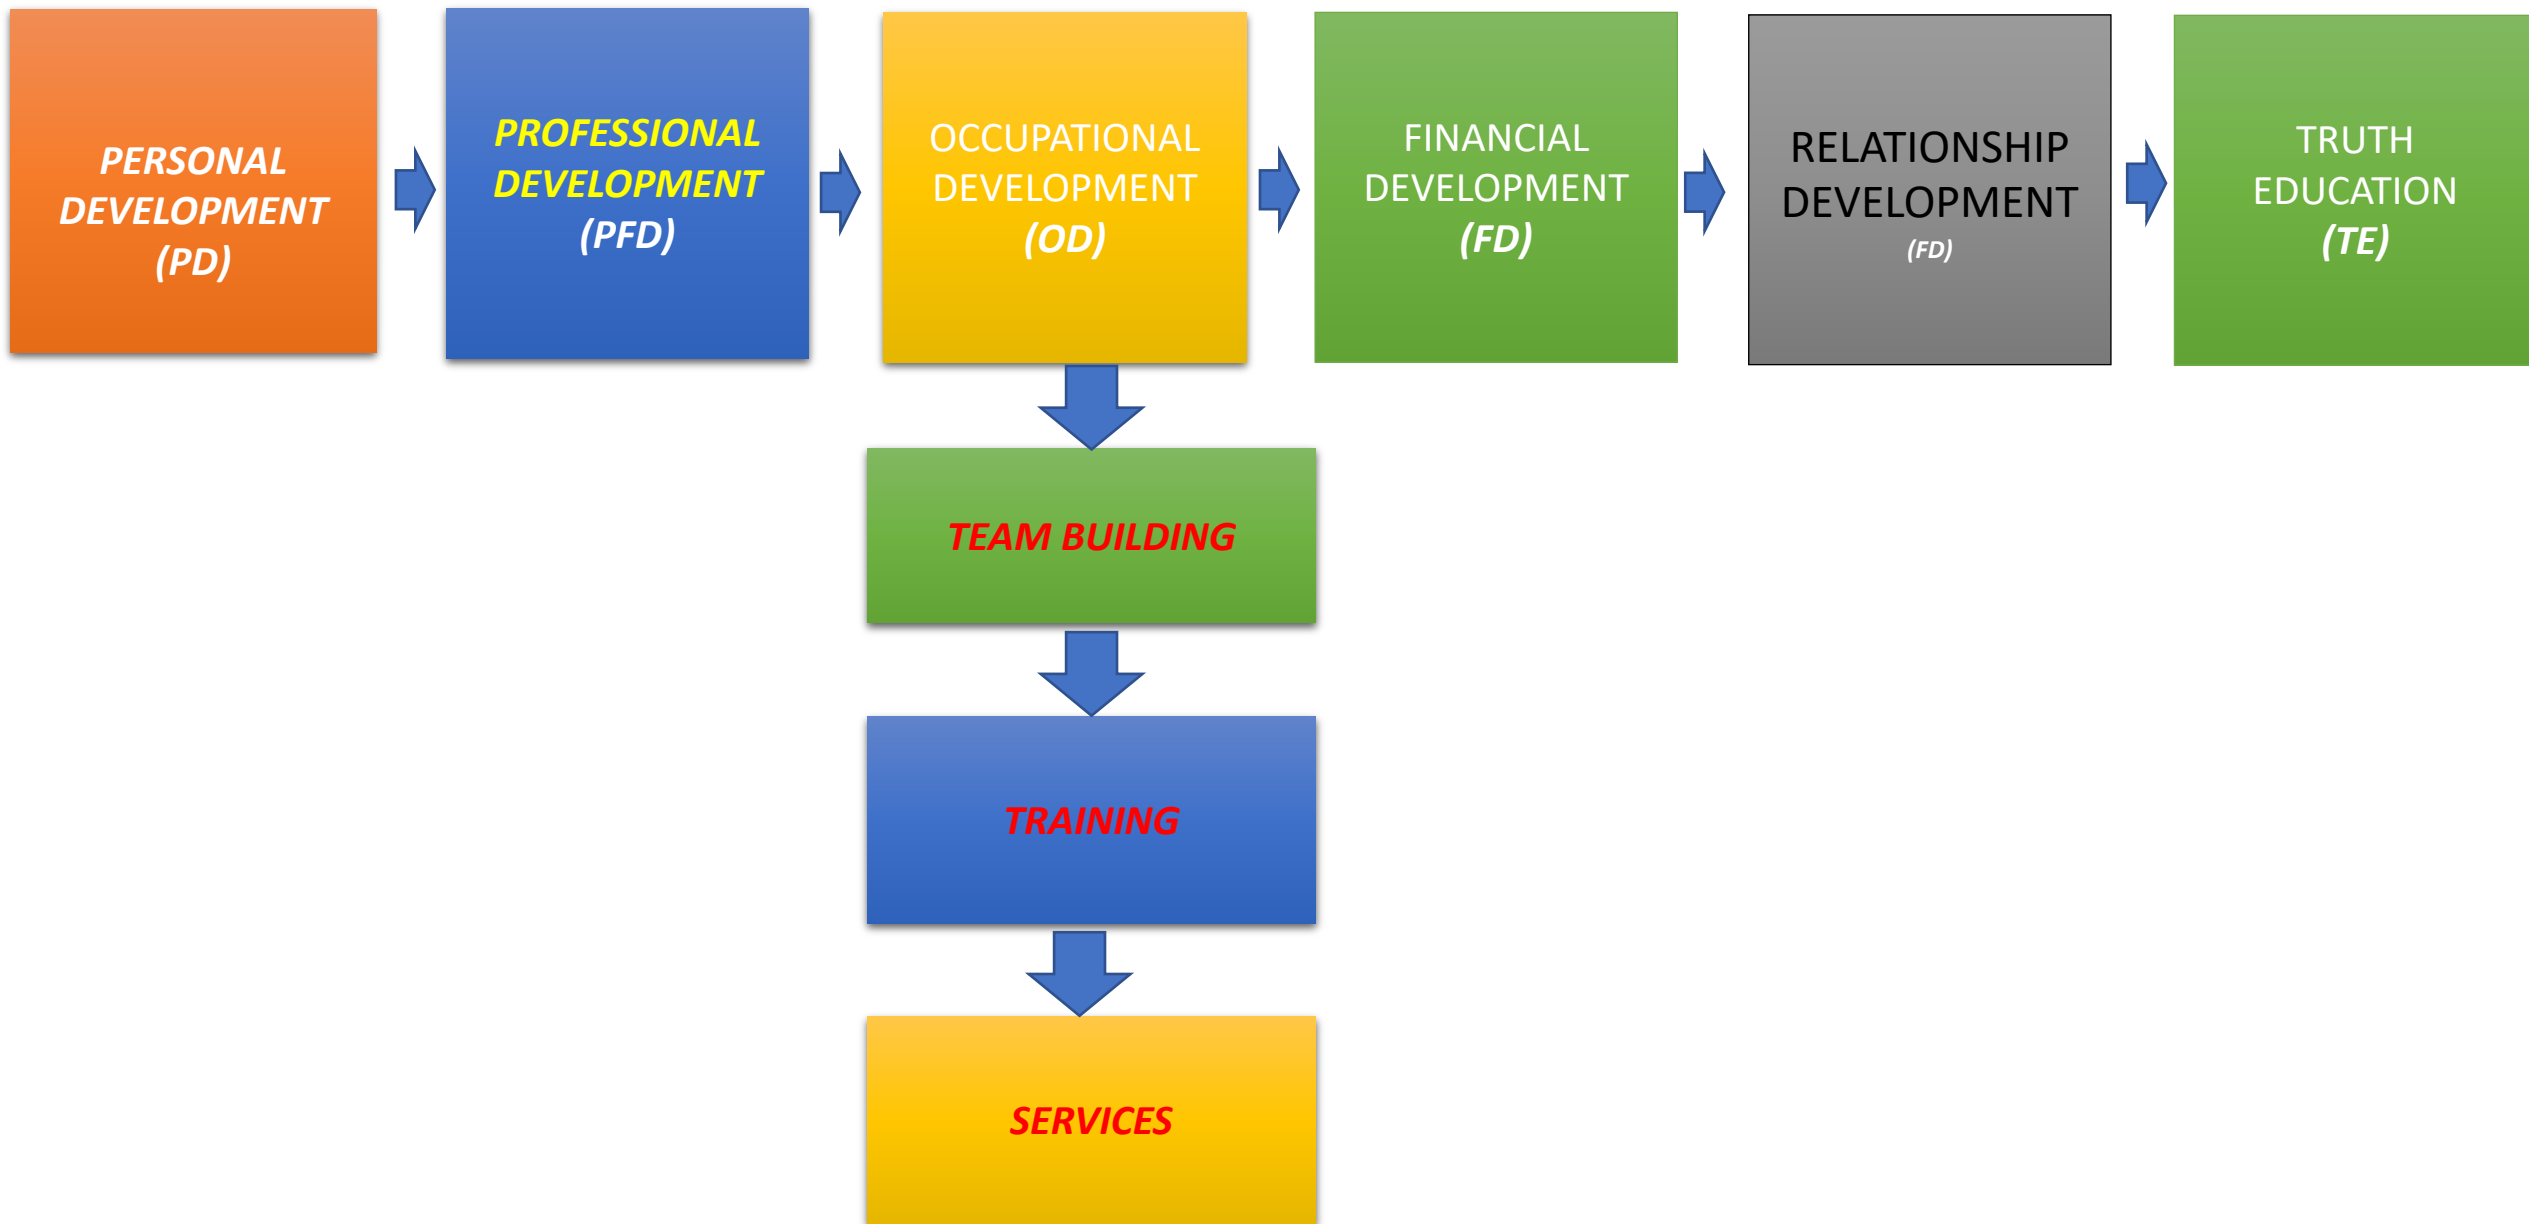 PERSONAL
DEVELOPMENT
(PD)
PROFESSIONAL
DEVELOPMENT
(PFD)
OCCUPATIONAL
DEVELOPMENT
(OD)
FINANCIAL
DEVELOPMENT
(FD)
RELATIONSHIP
DEVELOPMENT
(FD)
TRUTH
EDUCATION
(TE)
TEAM BUILDING
TRAINING
SERVICES